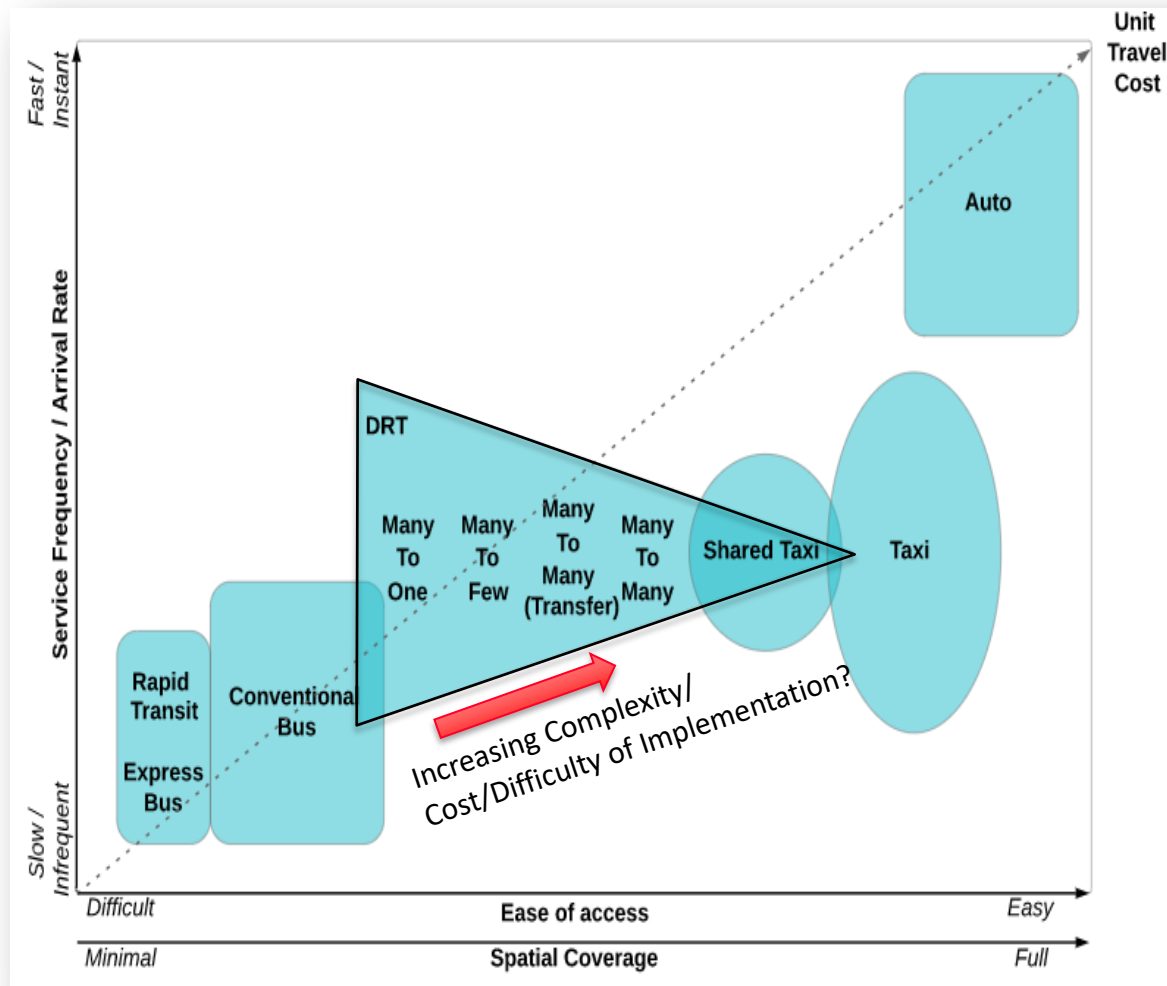 Unit
Travel
Cost
Fast /
Instant
Service Frequency / Arrival Rate
Slow /
Infrequent
Auto
DRT
Many
To
One
Many
To
Few
Many
To
Many
(Transfer)
Many
To
Many
Shared Taxi
Taxi
Rapid
Transit
Express
Bus
Conventional
Bus
Increasing Complexity/
Cost/Difficulty of Implementation?
Difficult
Ease of access
Easy
Minimal
Spatial Coverage
Full